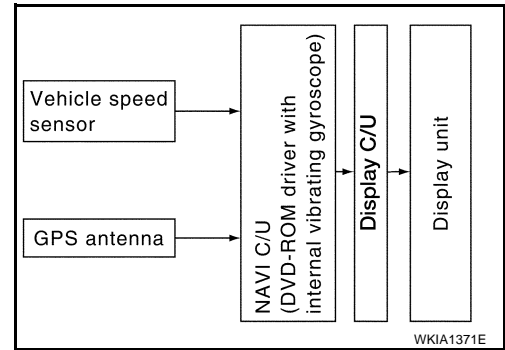 Vehicle speed
sensor
GPS antenna
NAVI C/U
(DVD-ROM driver with
internal vibrating gyroscope)
Display C/U
Display unit
WKIA1371E